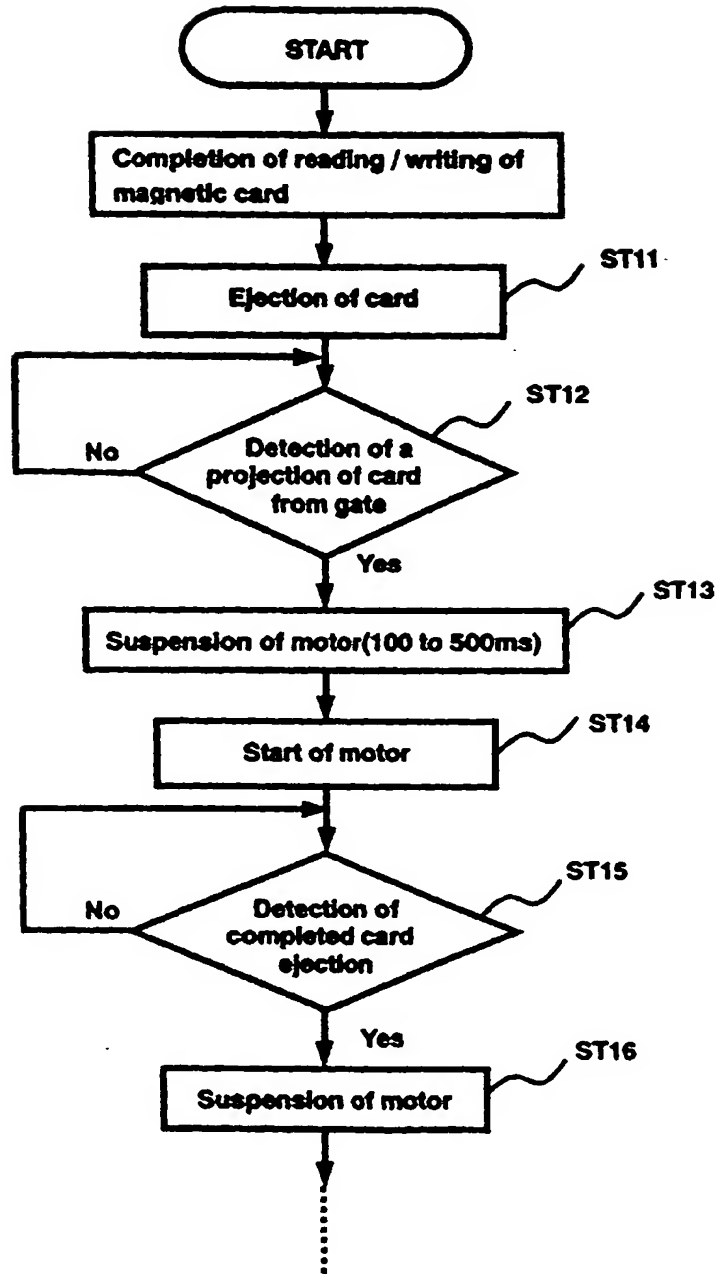 START
Completion of reading / writing of
magnetic card
ST11
Ejection of card
ST12
No
Detection of a
projection of card
from gate
Yes
ST13
Suspension of motor(100 to 500ms)
ST14
Start of motor
ST15
No
Detection of
completed card
ejection
Yes
ST16
Suspension of motor